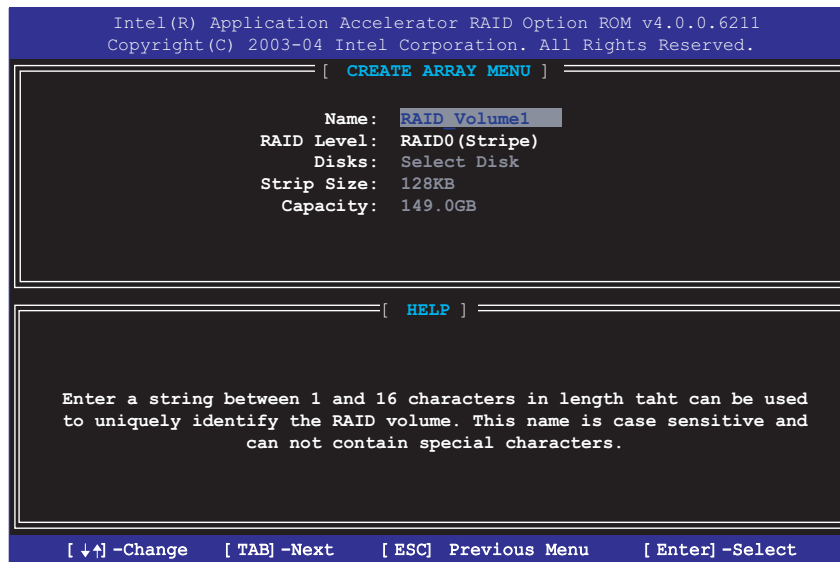 Intel(R) Application Accelerator RAID Option ROM v4.0.0.6211
Copyright(C) 2003-04 Intel Corporation. All Rights Reserved.
[ CREATE ARRAY MENU ]
Name: RAID_Volume1
RAID Level: RAID0(Stripe)
Disks: Select Disk
Strip Size: 128KB
Capacity: 149.0GB
[ HELP ]
Enter a string between 1 and 16 characters in length taht can be used
to uniquely identify the RAID volume. This name is case sensitive and
can not contain special characters.
[↓↑]-Change [TAB]-Next [ESC] Previous Menu [Enter]-Select